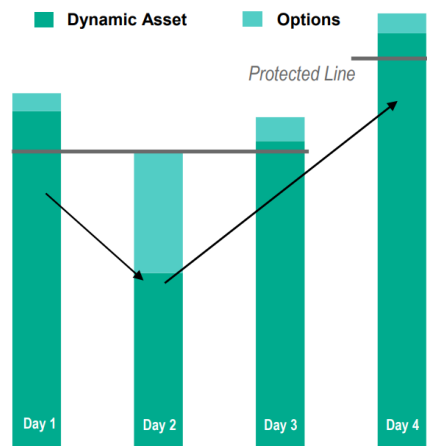 Dynamic Asset
Options
Protected Line
Day 1
Day 2
Day 3
Day 4